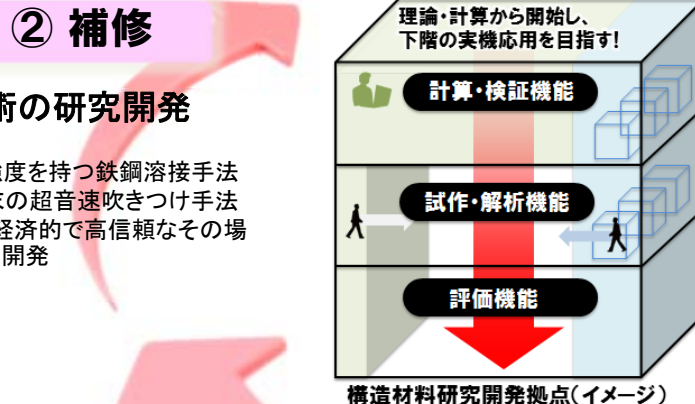 ② 補修
術の研究開発
強度を持つ鉄鋼溶接手法
末の超音速吹きつけ手法
経済的で高信頼なその場
開発
理論・計算から開始し、
下階の実機応用を目指す!
計算・検証機能
試作・解析機能
評価機能
構造材料研究開発拠点(イメージ)